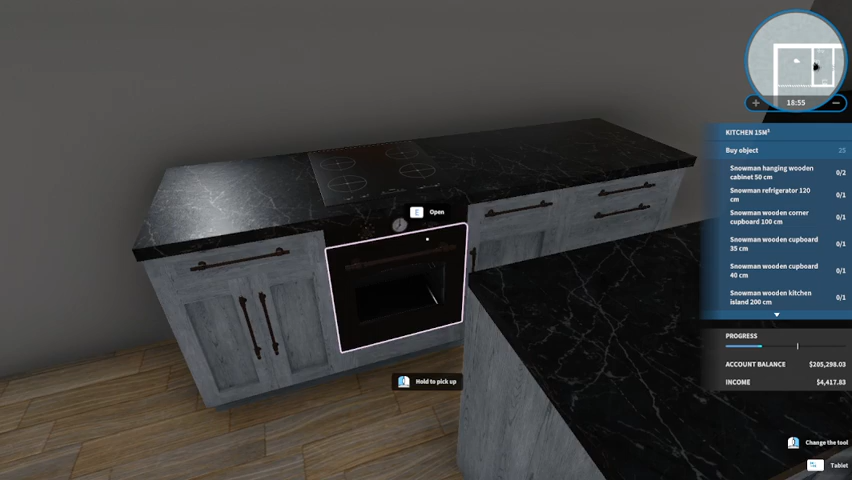 18:55
KITCHEN 15M²
Buy object 25
Snowman hanging wooden
cabinet 50 cm 0/2
Snowman refrigerator 120
cm 0/1
Snowman wooden corner
cupboard 100 cm 0/1
Snowman wooden cupboard
35 cm 0/1
Snowman wooden cupboard
40 cm 0/1
Snowman wooden kitchen
island 200 cm 0/1
E Open
Hold to pick up
PROGRESS
ACCOUNT BALANCE $205,298.03
INCOME $4,417.83
Change the tool
Tablet